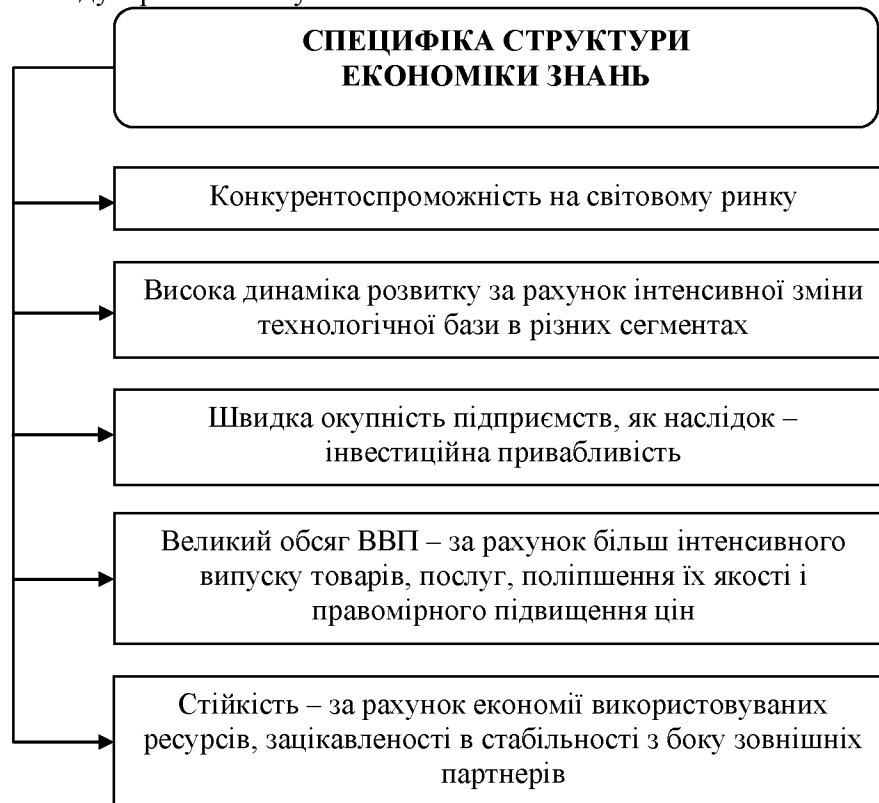 СПЕЦИФІКА СТРУКТУРИ
ЕКОНОМІКИ ЗНАНЬ
Конкурентоспроможність на світовому ринку
Висока динаміка розвитку за рахунок інтенсивної зміни
технологічної бази в різних сегментах
Швидка окупність підприємств, як наслідок –
інвестиційна привабливість
Великий обсяг ВВП – за рахунок більш інтенсивного
випуску товарів, послуг, поліпшення їх якості і
правомірного підвищення цін
Стійкість – за рахунок економії використовуваних
ресурсів, зацікавленості в стабільності з боку зовнішніх
партнерів